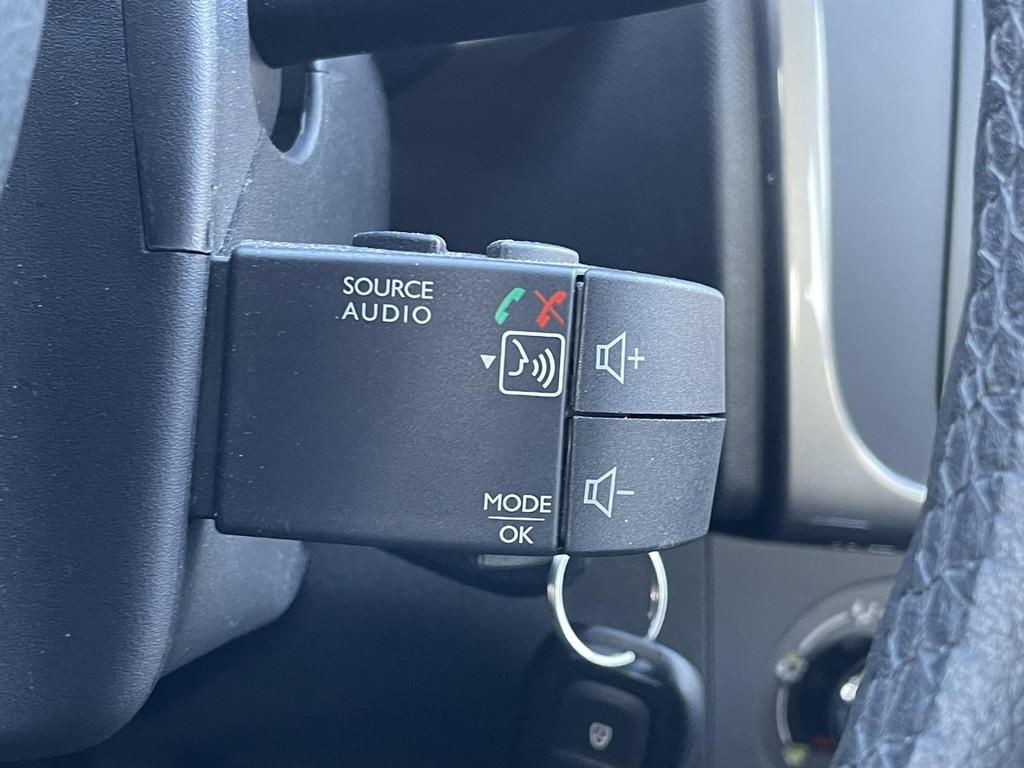 SOURCE
AUDIO
+
MODE
-
OK